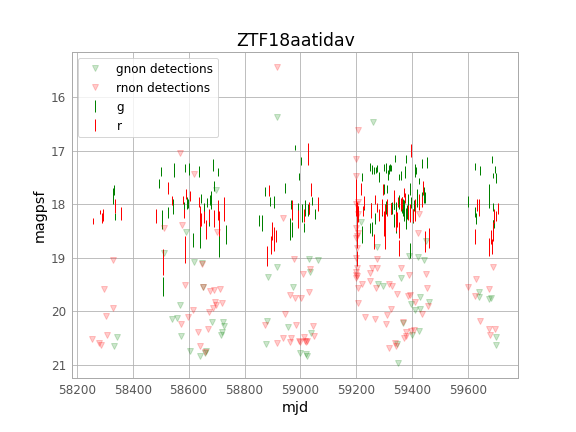 ZTF18aatidav
gnon detections
rnon detections
g
r
magpsf
16
17
18
19
20
21
58200 58400 58600 58800 59000 59200 59400 59600
mjd